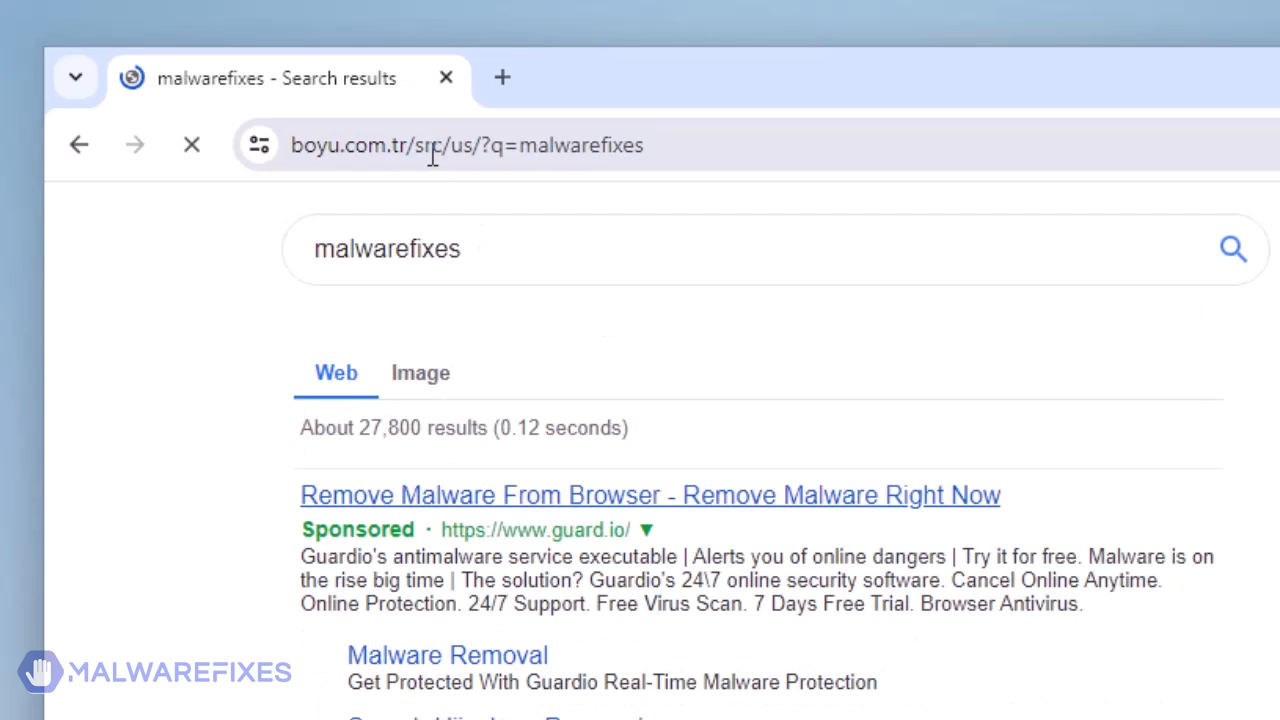 malwarefixes - Search results
boyu.com.tr/src/us/?q=malwarefixes
malwarefixes
Web Image
About 27,800 results (0.12 seconds)
Remove Malware From Browser - Remove Malware Right Now
Sponsored · https://www.guard.io/ ▼
Guardio's antimalware service executable | Alerts you of online dangers | Try it for free. Malware is on
the rise big time | The solution? Guardio's 24\7 online security software. Cancel Online Anytime.
Online Protection. 24/7 Support. Free Virus Scan. 7 Days Free Trial. Browser Antivirus.
Malware Removal
Get Protected With Guardio Real-Time Malware Protection
MALWAREFIXES